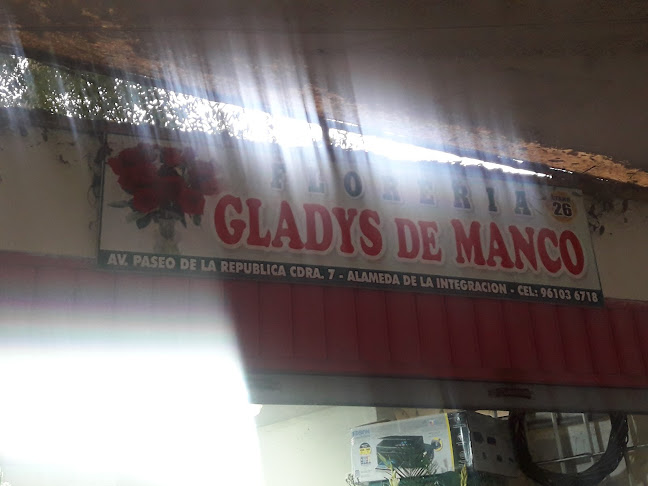 FLORERIA
26
GLADYS DE MANCO
AV. PASEO DE LA REPUBLICA CDRA. 7 - ALAMEDA DE LA INTEGRACION - CEL: 96103 6718